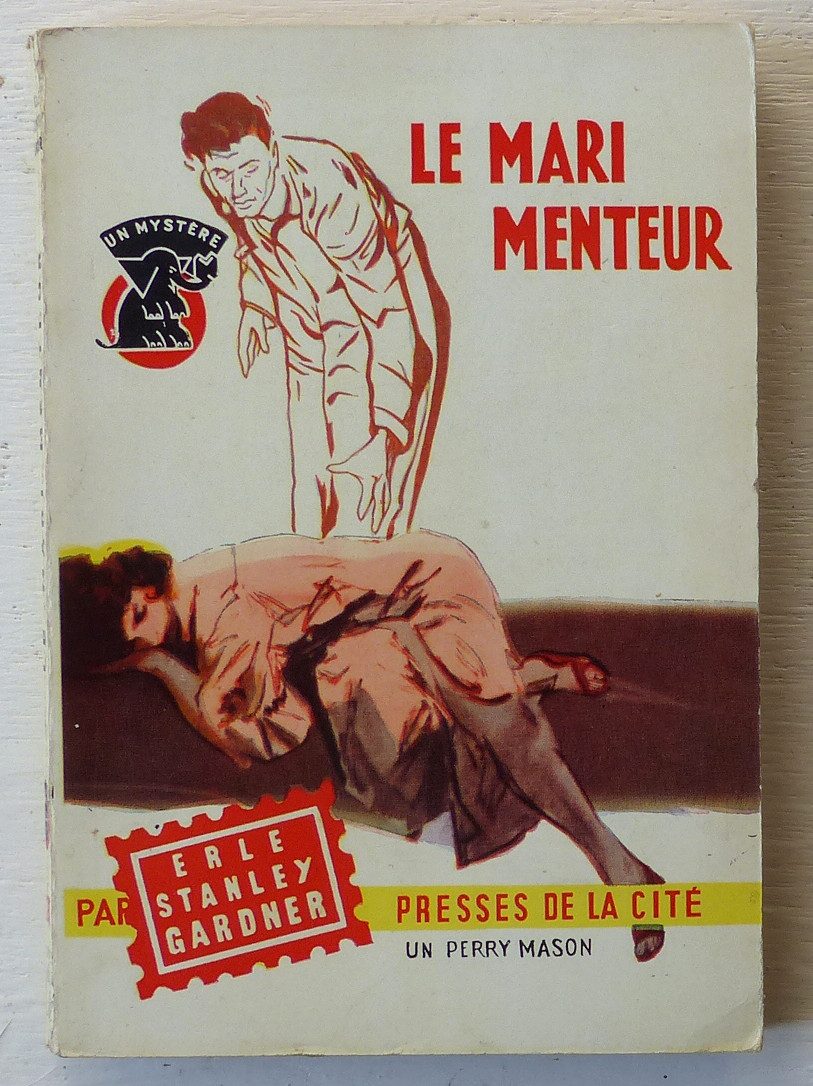 LE MARI
MENTEUR
UN MYSTÈRE
PAR
ERLE
STANLEY
GARDNER
PRESSES DE LA CITÉ
UN PERRY MASON